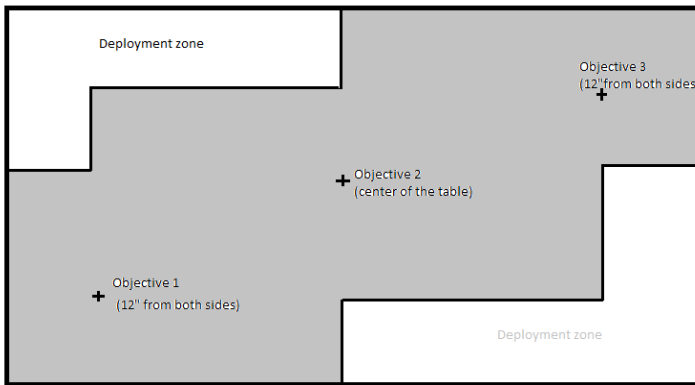 Deployment zone
Objective 3
(12"from both sides
Objective 2
(center of the table)
Objective 1
(12" from both sides)
Deployment zone